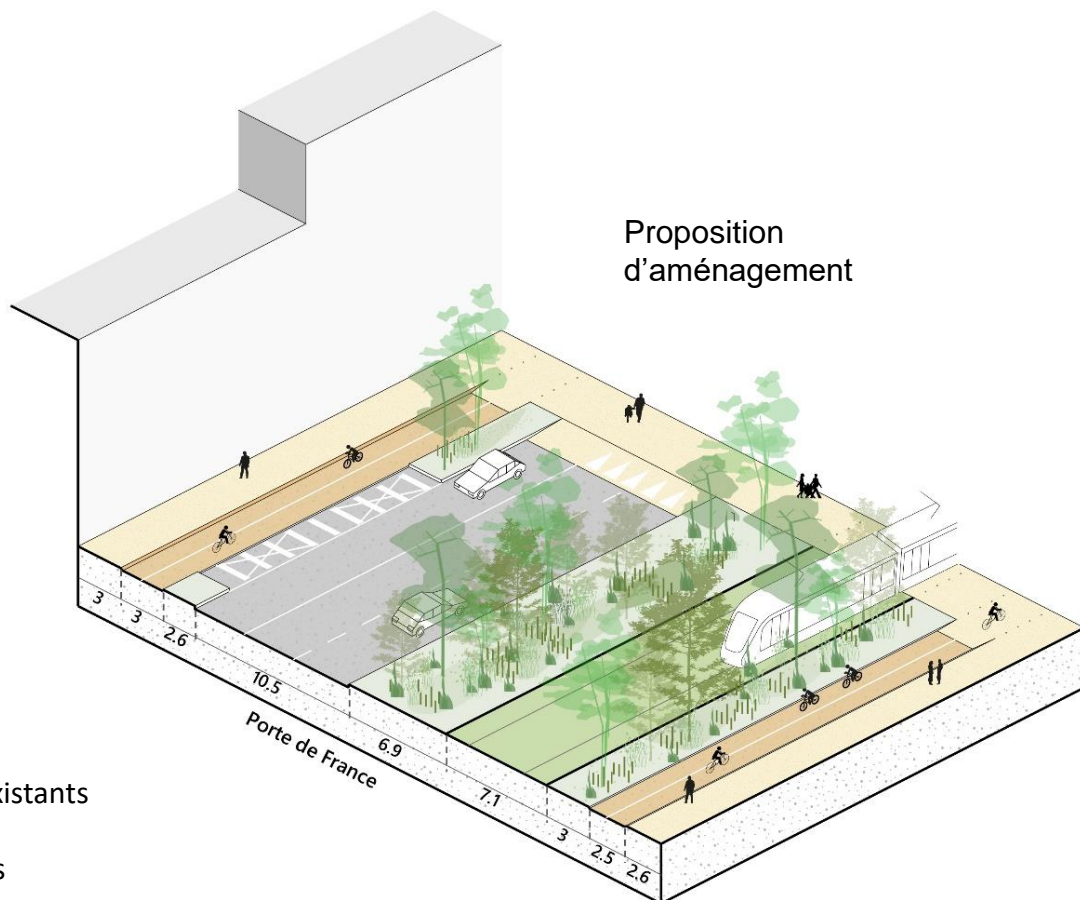 Proposition
d'aménagement
3
3
2.6
10.5
6.9
7.1
3
2.5
2.6
Porte de France
xistants
s